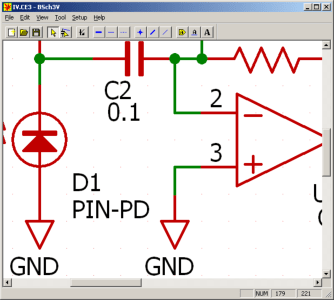 IV.CE3 - BSch3V
File Edit View Tool Setup Help
A A A
C2
0.1
2
3
D1
PIN-PD
U
GND GND
NUM 179 221